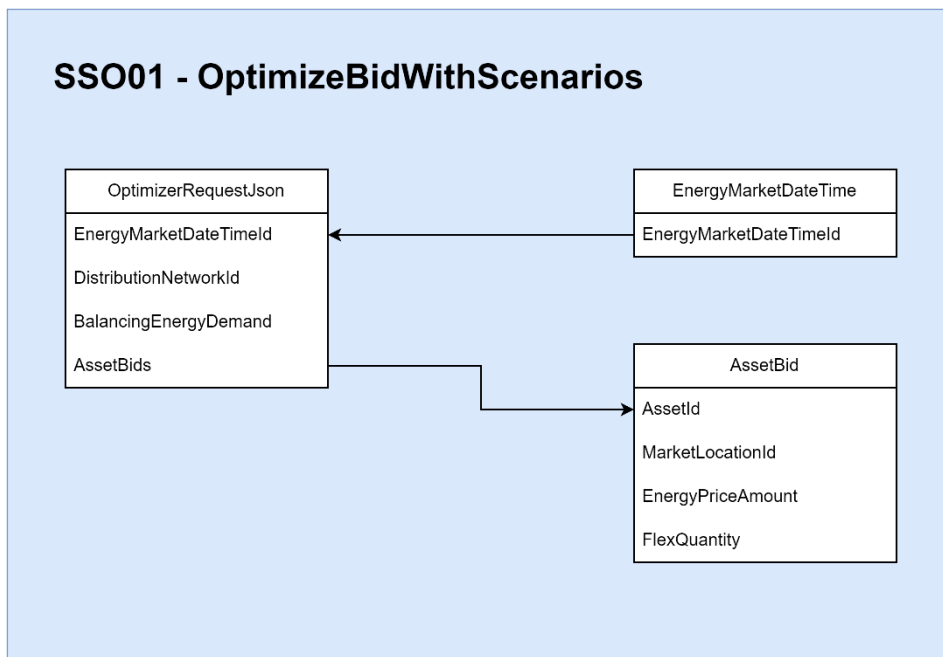 SSO01 - OptimizeBidWithScenarios
OptimizerRequestJson
EnergyMarketDateTimeId
DistributionNetworkId
BalancingEnergyDemand
AssetBids
EnergyMarketDateTime
EnergyMarketDateTimeId
AssetBid
AssetId
MarketLocationId
EnergyPriceAmount
FlexQuantity